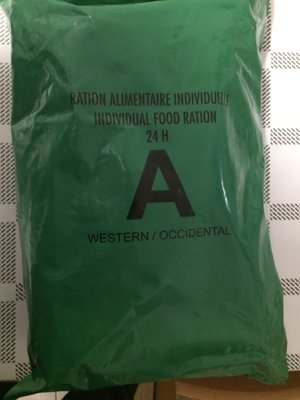 RATION ALIMENTAIRE INDIVIDUELLE
INDIVIDUAL FOOD RATION
24 H
A
WESTERN / OCCIDENTAL